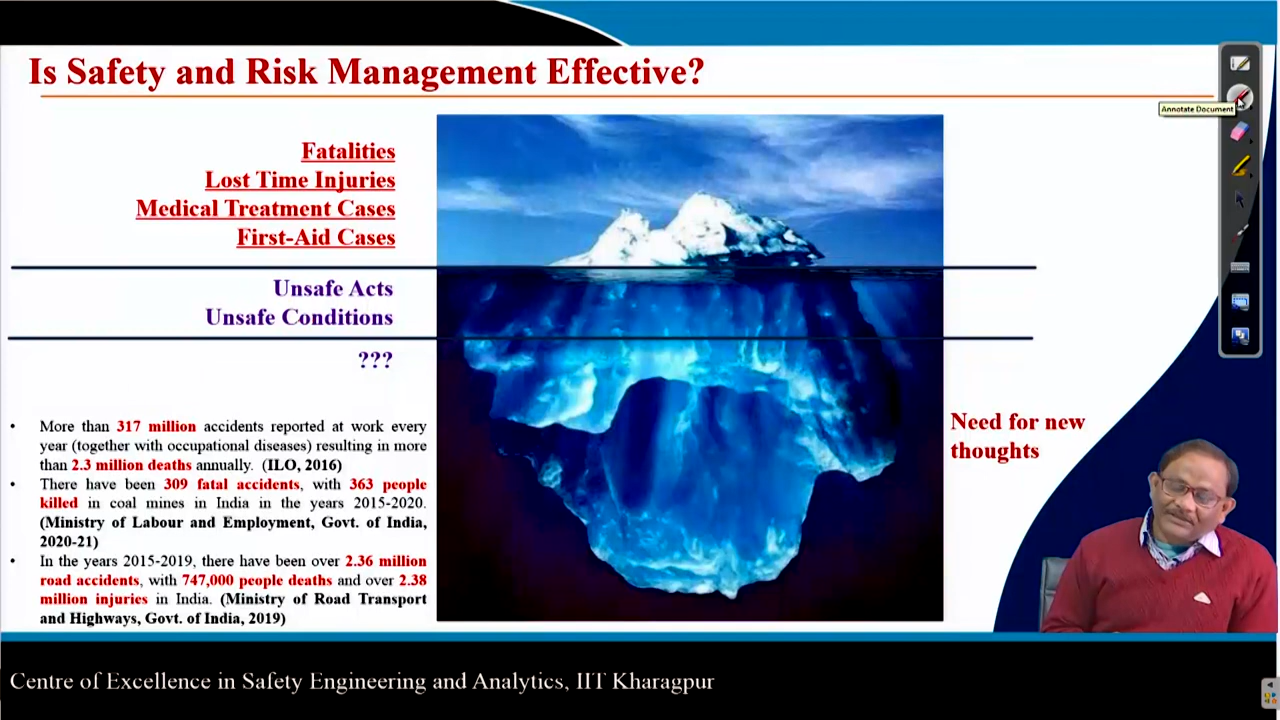 Is Safety and Risk Management Effective?
Annotate Document
Fatalities
Lost Time Injuries
Medical Treatment Cases
First-Aid Cases
Unsafe Acts
Unsafe Conditions
???
• More than 317 million accidents reported at work every
year (together with occupational diseases) resulting in more
than 2.3 million deaths annually. (ILO, 2016)
• There have been 309 fatal accidents, with 363 people
killed in coal mines in India in the years 2015-2020.
(Ministry of Labour and Employment, Govt. of India,
2020-21)
• In the years 2015-2019, there have been over 2.36 million
road accidents, with 747,000 people deaths and over 2.38
million injuries in India. (Ministry of Road Transport
and Highways, Govt. of India, 2019)
Need for new
thoughts
Centre of Excellence in Safety Engineering and Analytics, IIT Kharagpur